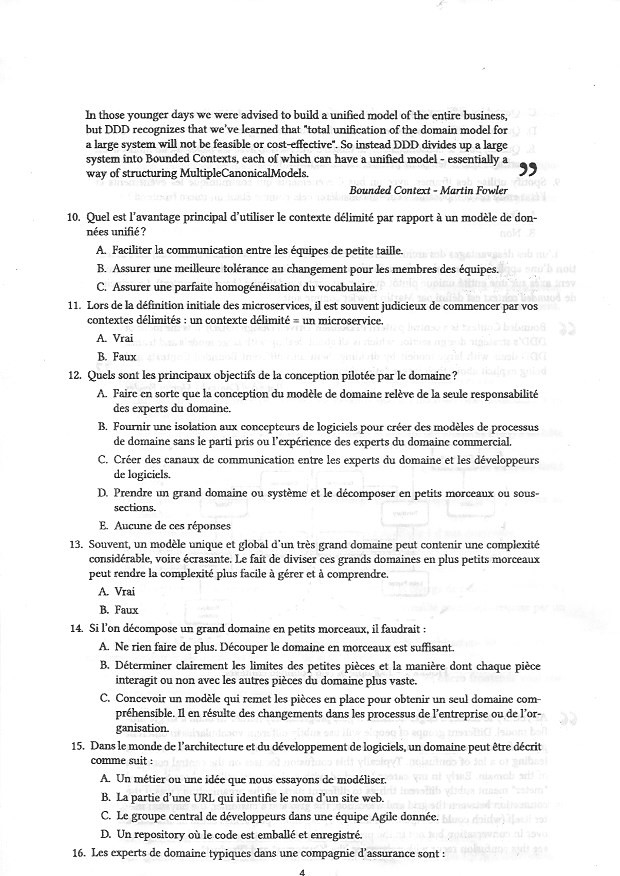 In those younger days we were advised to build a unified model of the entire business,
but DDD recognizes that we've learned that "total unification of the domain model for
a large system will not be feasible or cost-effective". So instead DDD divides up a large
system into Bounded Contexts, each of which can have a unified model - essentially a
way of structuring MultipleCanonicalModels.
”
Bounded Context - Martin Fowler
10. Quel est l'avantage principal d'utiliser le contexte délimité par rapport à un modèle de don-
nées unifié ?
A. Faciliter la communication entre les équipes de petite taille.
B. Assurer une meilleure tolérance au changement pour les membres des équipes.
C. Assurer une parfaite homogénéisation du vocabulaire.
11. Lors de la définition initiale des microservices, il est souvent judicieux de commencer par vos
contextes délimités : un contexte délimité = un microservice.
A. Vrai
B. Faux
12. Quels sont les principaux objectifs de la conception pilotée par le domaine ?
A. Faire en sorte que la conception du modèle de domaine relève de la seule responsabilité
des experts du domaine.
B. Fournir une isolation aux concepteurs de logiciels pour créer des modèles de processus
de domaine sans le parti pris ou l'expérience des experts du domaine commercial.
C. Créer des canaux de communication entre les experts du domaine et les développeurs
de logiciels.
D. Prendre un grand domaine ou système et le décomposer en petits morceaux ou sous-
sections.
E. Aucune de ces réponses
13. Souvent, un modèle unique et global d'un très grand domaine peut contenir une complexité
considérable, voire écrasante. Le fait de diviser ces grands domaines en plus petits morceaux
peut rendre la complexité plus facile à gérer et à comprendre.
A. Vrai
B. Faux
14. Si l'on décompose un grand domaine en petits morceaux, il faudrait :
A. Ne rien faire de plus. Découper le domaine en morceaux est suffisant.
B. Déterminer clairement les limites des petites pièces et la manière dont chaque pièce
interagit ou non avec les autres pièces du domaine plus vaste.
C. Concevoir un modèle qui remet les pièces en place pour obtenir un seul domaine com-
préhensible. Il en résulte des changements dans les processus de l'entreprise ou de l'or-
ganisation.
15. Dans le monde de l'architecture et du développement de logiciels, un domaine peut être décrit
comme suit :
A. Un métier ou une idée que nous essayons de modéliser.
B. La partie d'une URL qui identifie le nom d'un site web.
C. Le groupe central de développeurs dans une équipe Agile donnée.
D. Un repository où le code est emballé et enregistré.
16. Les experts de domaine typiques dans une compagnie d'assurance sont :
4